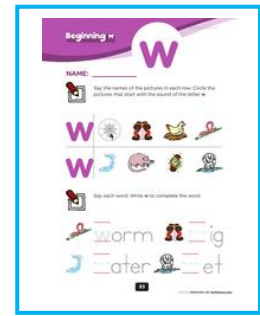 Beginning w
w
NAME:
Say the names of the pictures in each row. Circle the
pictures that start with the sound of the letter w.
W
W
Say each word. Write w to complete the word.
worm ig
ater et
93